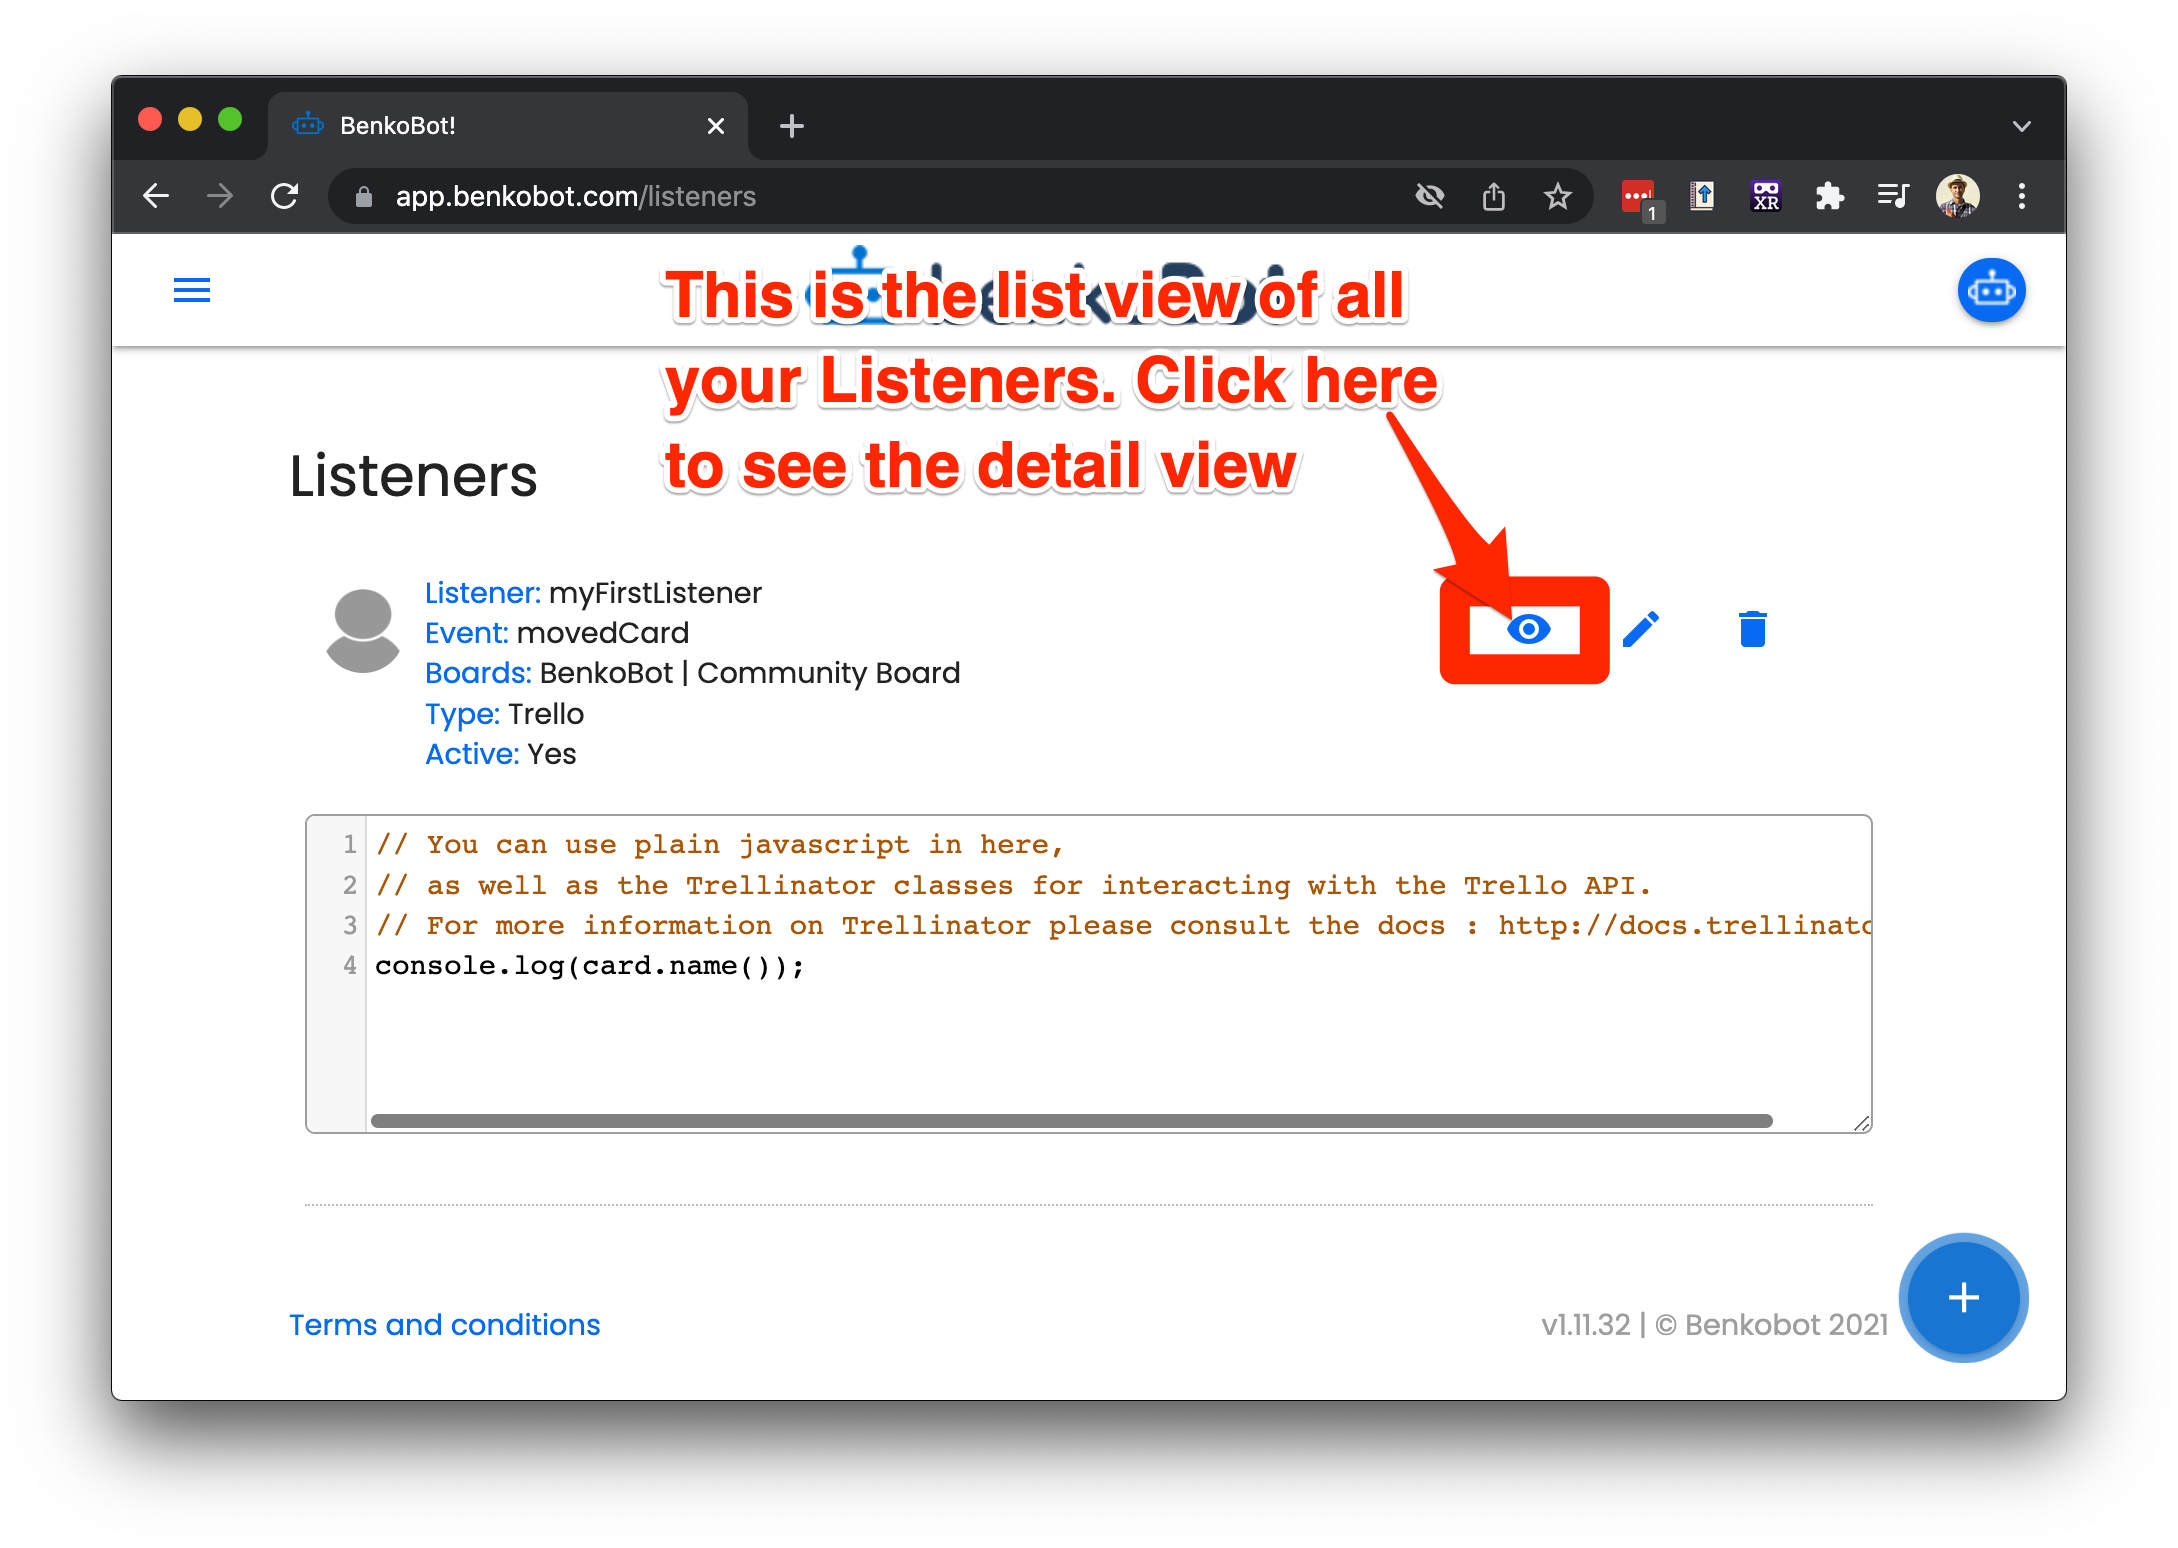 BenkoBot!
app.benkobot.com/listeners
1
XR
This is the list view of all
your Listeners. Click here
to see the detail view
Listeners
Listener: myFirstListener
Event: movedCard
Boards: BenkoBot | Community Board
Type: Trello
Active: Yes
1 // You can use plain javascript in here,
2 // as well as the Trellinator classes for interacting with the Trello API.
3 // For more information on Trellinator please consult the docs : http://docs.trellinato
4 console.log(card.name());
Terms and conditions
v1.11.32 | © Benkobot 2021